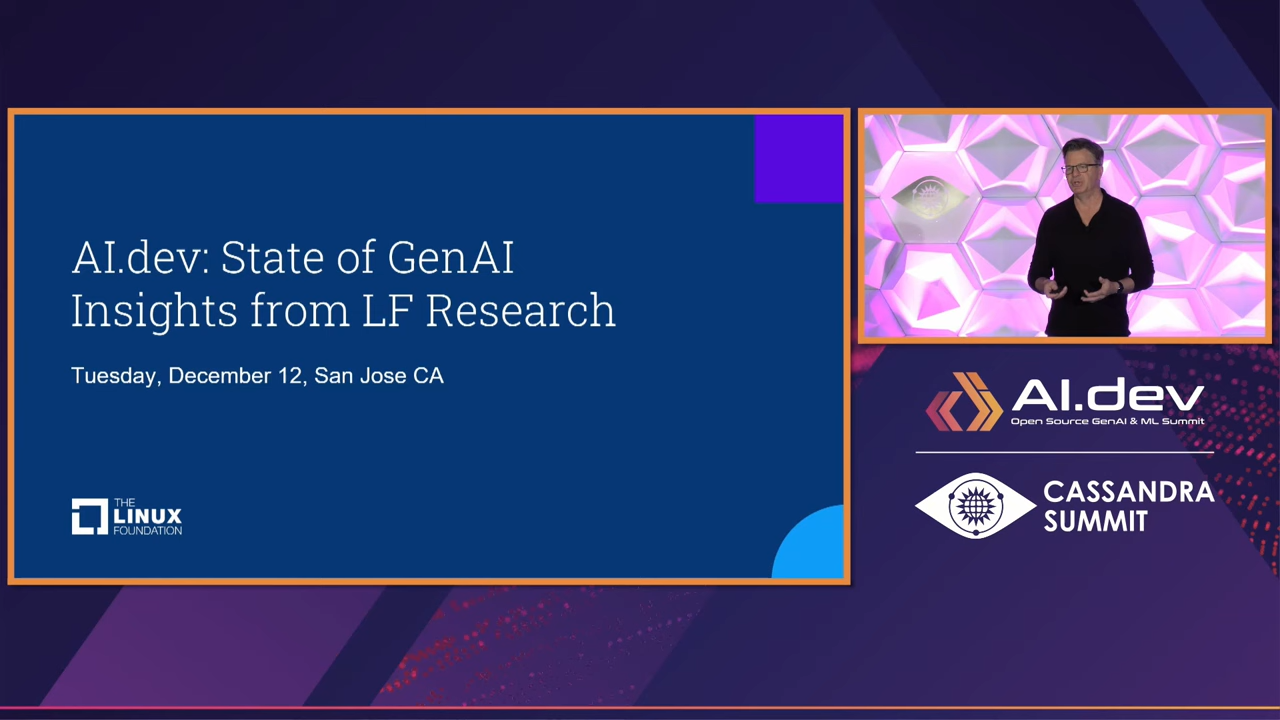 AI.dev: State of GenAI
Insights from LF Research
Tuesday, December 12, San Jose CA
THE
LINUX
FOUNDATION
AI.dev
Open Source GenAI & ML Summit
CASSANDRA
SUMMIT